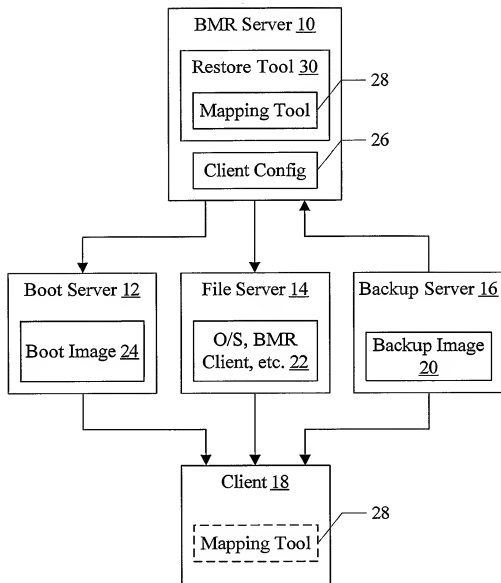 BMR Server 10
Restore Tool 30
28
Mapping Tool
26
Client Config
Boot Server 12
Boot Image 24
File Server 14
O/S, BMR
Client, etc. 22
Backup Server 16
Backup Image
20
Client 18
28
Mapping Tool